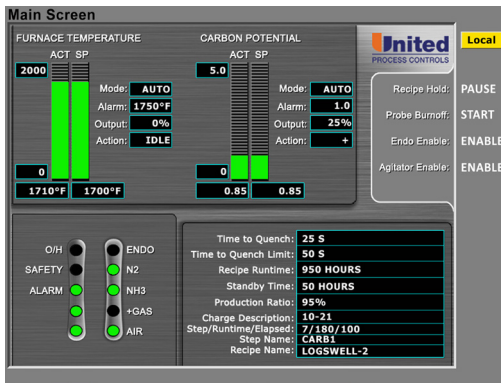 Main Screen
FURNACE TEMPERATURE
ACT SP
2000
Mode: AUTO
Alarm: 1750°F
Output: 0%
Action: IDLE
0
1710°F 1700°F
CARBON POTENTIAL
ACT SP
5.0
Mode: AUTO
Alarm: 1.0
Output: 25%
Action: +
0
0.85 0.85
United
PROCESS CONTROLS
Local
Recipe Hold: PAUSE
Probe Burnoff: START
Endo Enable: ENABLE
Agitator Enable: ENABLE
O/H
SAFETY
ALARM
ENDO
N2
NH3
+GAS
AIR
Time to Quench: 25 S
Time to Quench Limit: 50 S
Recipe Runtime: 950 HOURS
Standby Time: 50 HOURS
Production Ratio: 95%
Charge Description: 10-21
Step/Runtime/Elapsed: 7/180/100
Step Name: CARB1
Recipe Name: LOGSWELL-2